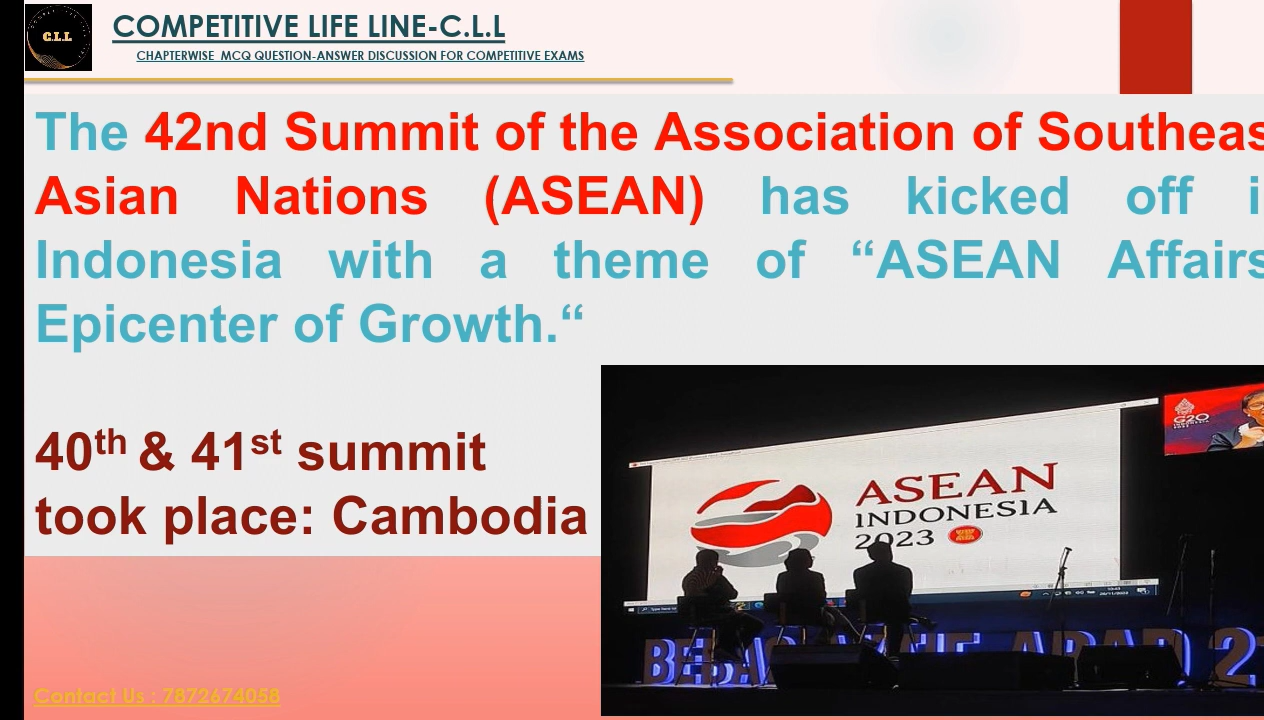 C.L.L
COMPETITIVE LIFE LINE-C.L.L
CHAPTERWISE MCQ QUESTION-ANSWER DISCUSSION FOR COMPETITIVE EXAMS
The 42nd Summit of the Association of Southeas
Asian Nations (ASEAN) has kicked off i
Indonesia with a theme of “ASEAN Affairs
Epicenter of Growth.“
40th & 41st summit
took place: Cambodia
G20
ASEAN
INDONESIA
2023
Contact Us : 7872674058